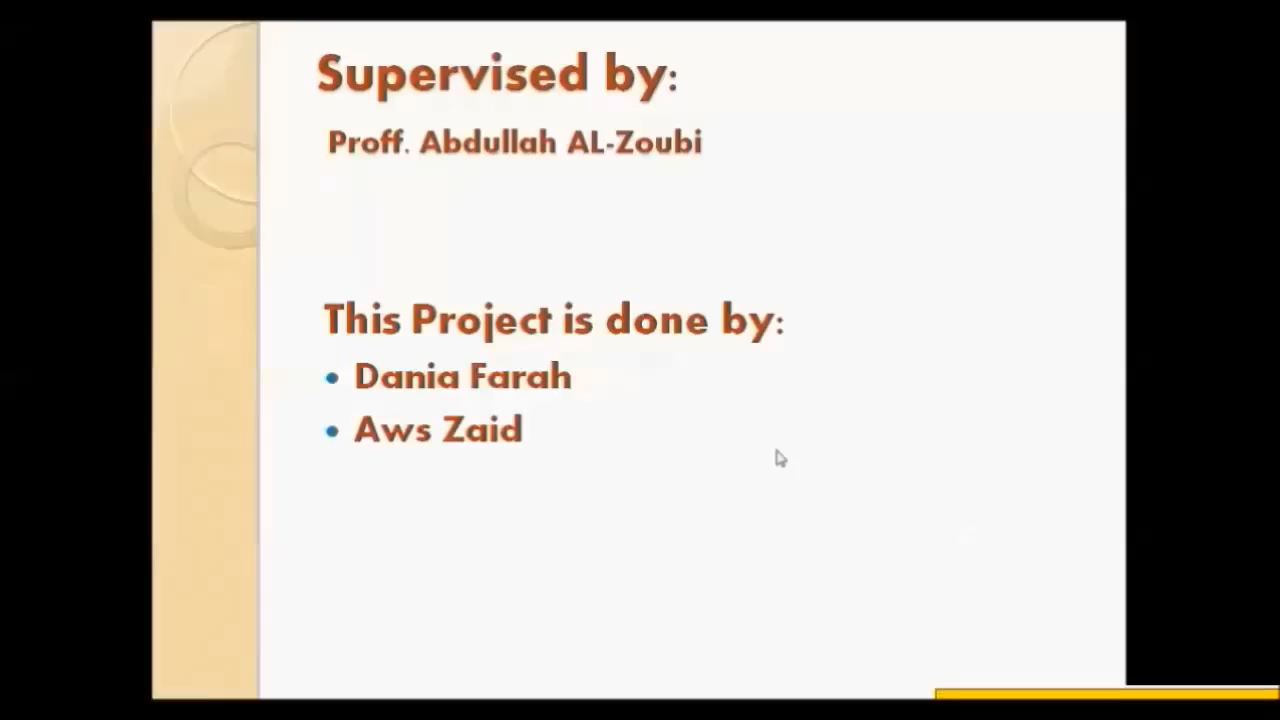 Supervised by:
Proff. Abdullah AL-Zoubi
This Project is done by:
• Dania Farah
• Aws Zaid